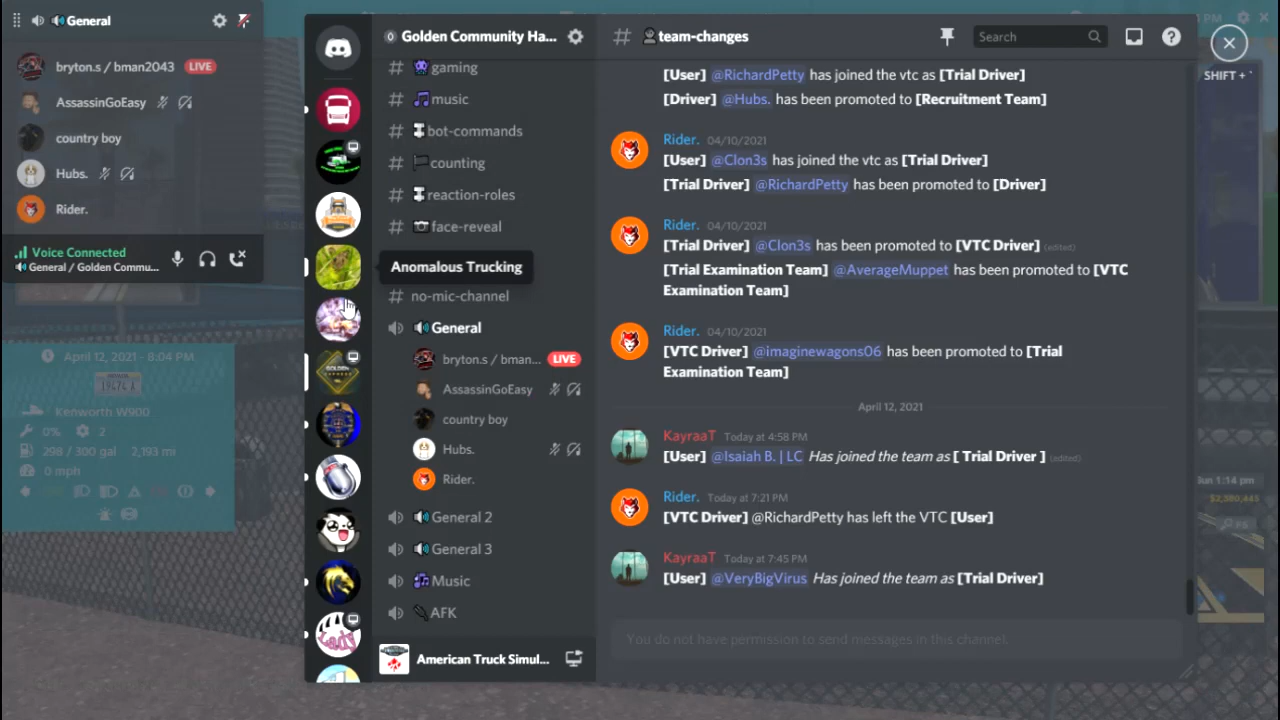 General
bryton.s / bman2043 LIVE
AssassinGoEasy
country boy
Hubs.
Rider.
Voice Connected
General / Golden Commu...
April 12, 2021 - 8:04 PM
Kenworth W900
0% 2
298 / 300 gal 2,193 mi
0 mph
Golden Community Ha...
# gaming
# music
# bot-commands
# counting
# reaction-roles
# face-reveal
Anomalous Trucking
# no-mic-channel
General
bryton.s / bman... LIVE
AssassinGoEasy
country boy
Hubs.
Rider.
General 2
General 3
Music
AFK
American Truck Simul...
# team-changes
Search
[User] @RichardPetty has joined the vtc as [Trial Driver]
[Driver] @Hubs. has been promoted to [Recruitment Team]
Rider. 04/10/2021
[User] @Clon3s has joined the vtc as [Trial Driver]
[Trial Driver] @RichardPetty has been promoted to [Driver]
Rider. 04/10/2021
[Trial Driver] @Clon3s has been promoted to [VTC Driver] (edited)
[Trial Examination Team] @AverageMuppet has been promoted to [VTC
Examination Team]
Rider. 04/10/2021
[VTC Driver] @imaginewagons06 has been promoted to [Trial
Examination Team]
April 12, 2021
KayraaT Today at 4:58 PM
[User] @Isaiah B. | LC Has joined the team as [ Trial Driver ] (edited)
Rider. Today at 7:21 PM
[VTC Driver] @RichardPetty has left the VTC [User]
KayraaT Today at 7:45 PM
[User] @VeryBigVirus Has joined the team as [Trial Driver]
You do not have permission to send messages in this channel.
SHIFT + `
Sun 1:14 pm
$2,380,445
F6